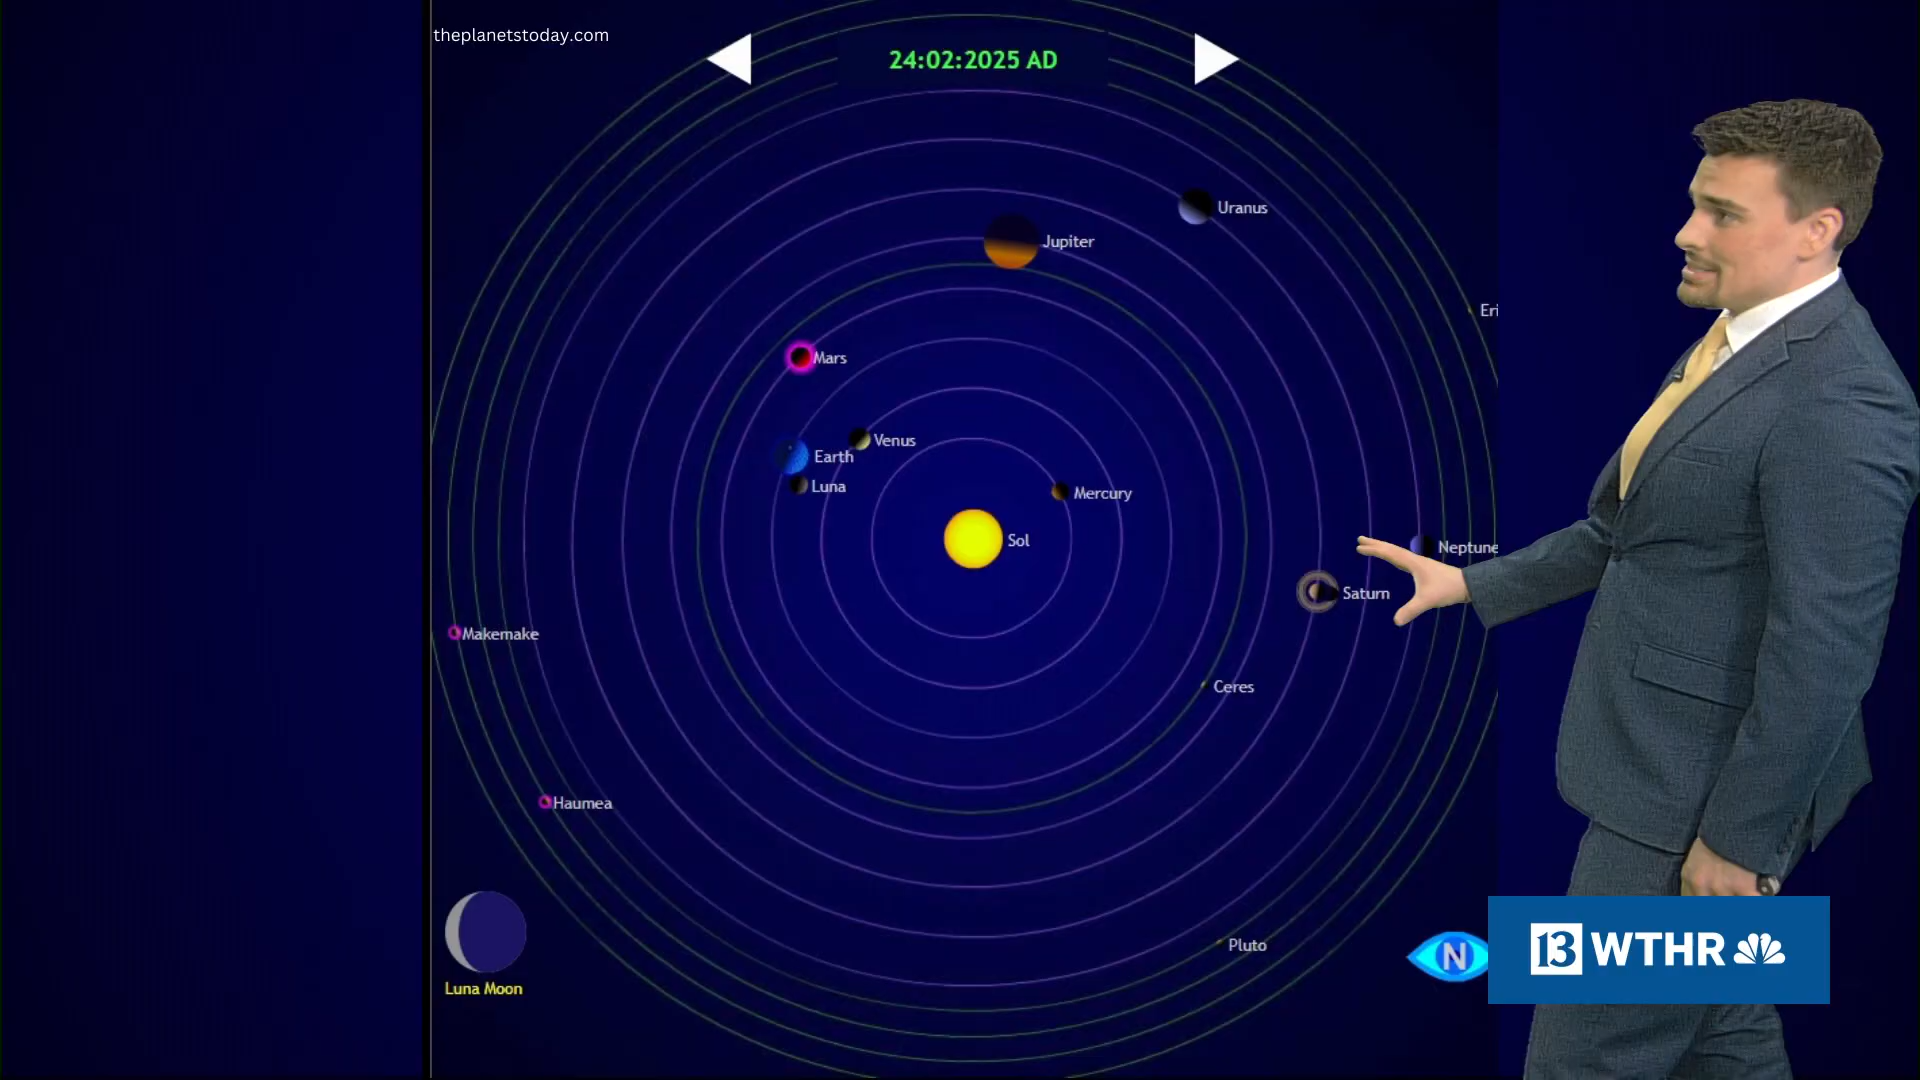 theplanetstoday.com
24:02:2025 AD
Uranus
Jupiter
Eri
Mars
Venus
Earth
Luna
Mercury
Sol
Neptune
Saturn
Makemake
Ceres
Haumea
Pluto
N
13 WTHR
Luna Moon